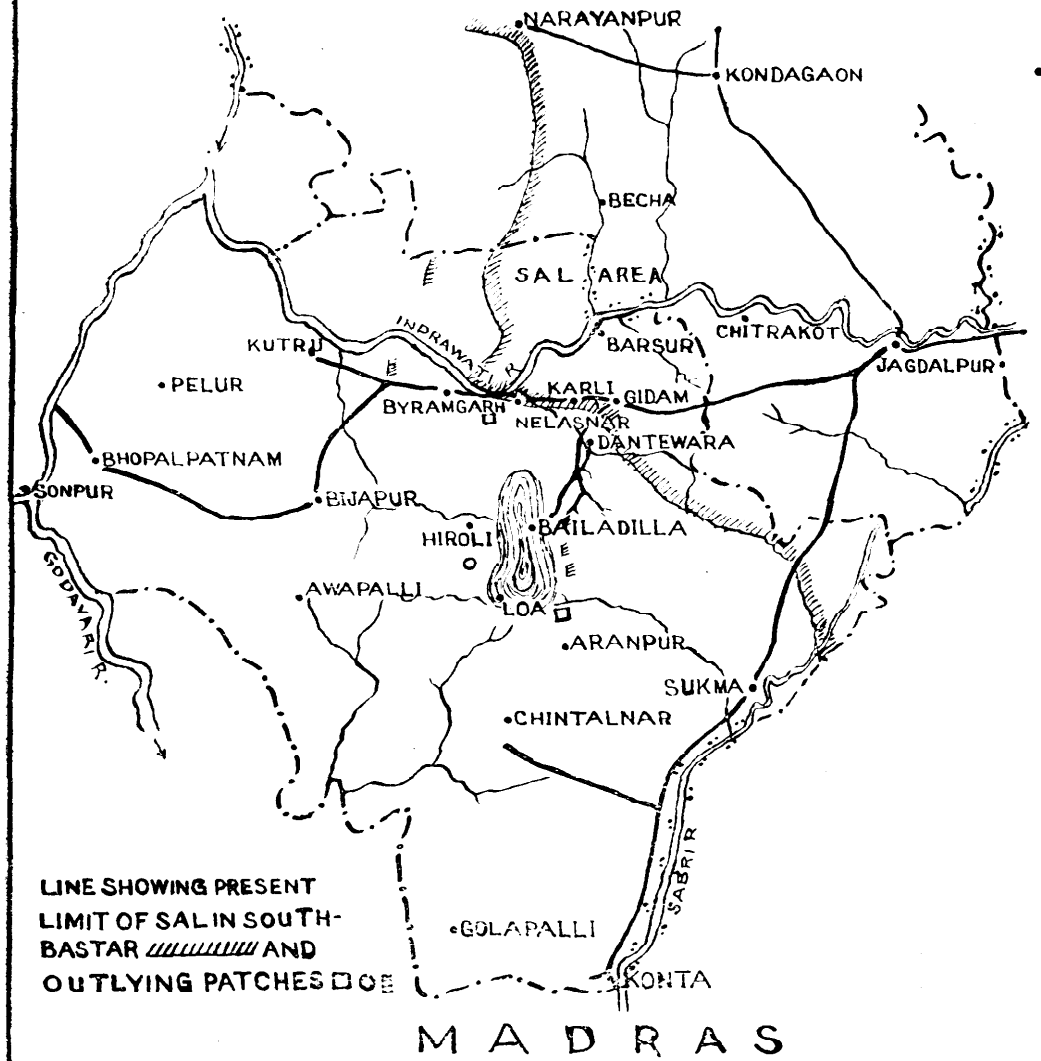 NARAYANPUR
KONDAGAON
BECHA
SAL AREA
INDRAWATI R.
CHITRAKOT
KUTRU
BARSUR
JAGDALPUR
PELUR
KARLI
GIDAM
BYRAMGARH
NELASNAR
DANTEWARA
BHOPALPATNAM
SONPUR
BIJAPUR
HIROLI
BAILADILLA
GODAVARI R.
AWAPALLI
LOA
ARANPUR
SUKMA
CHINTALNAR
SABRI R
LINE SHOWING PRESENT
LIMIT OF SAL IN SOUTH-
BASTAR AND
OUTLYING PATCHES
GOLAPALLI
KONTA
MADRAS